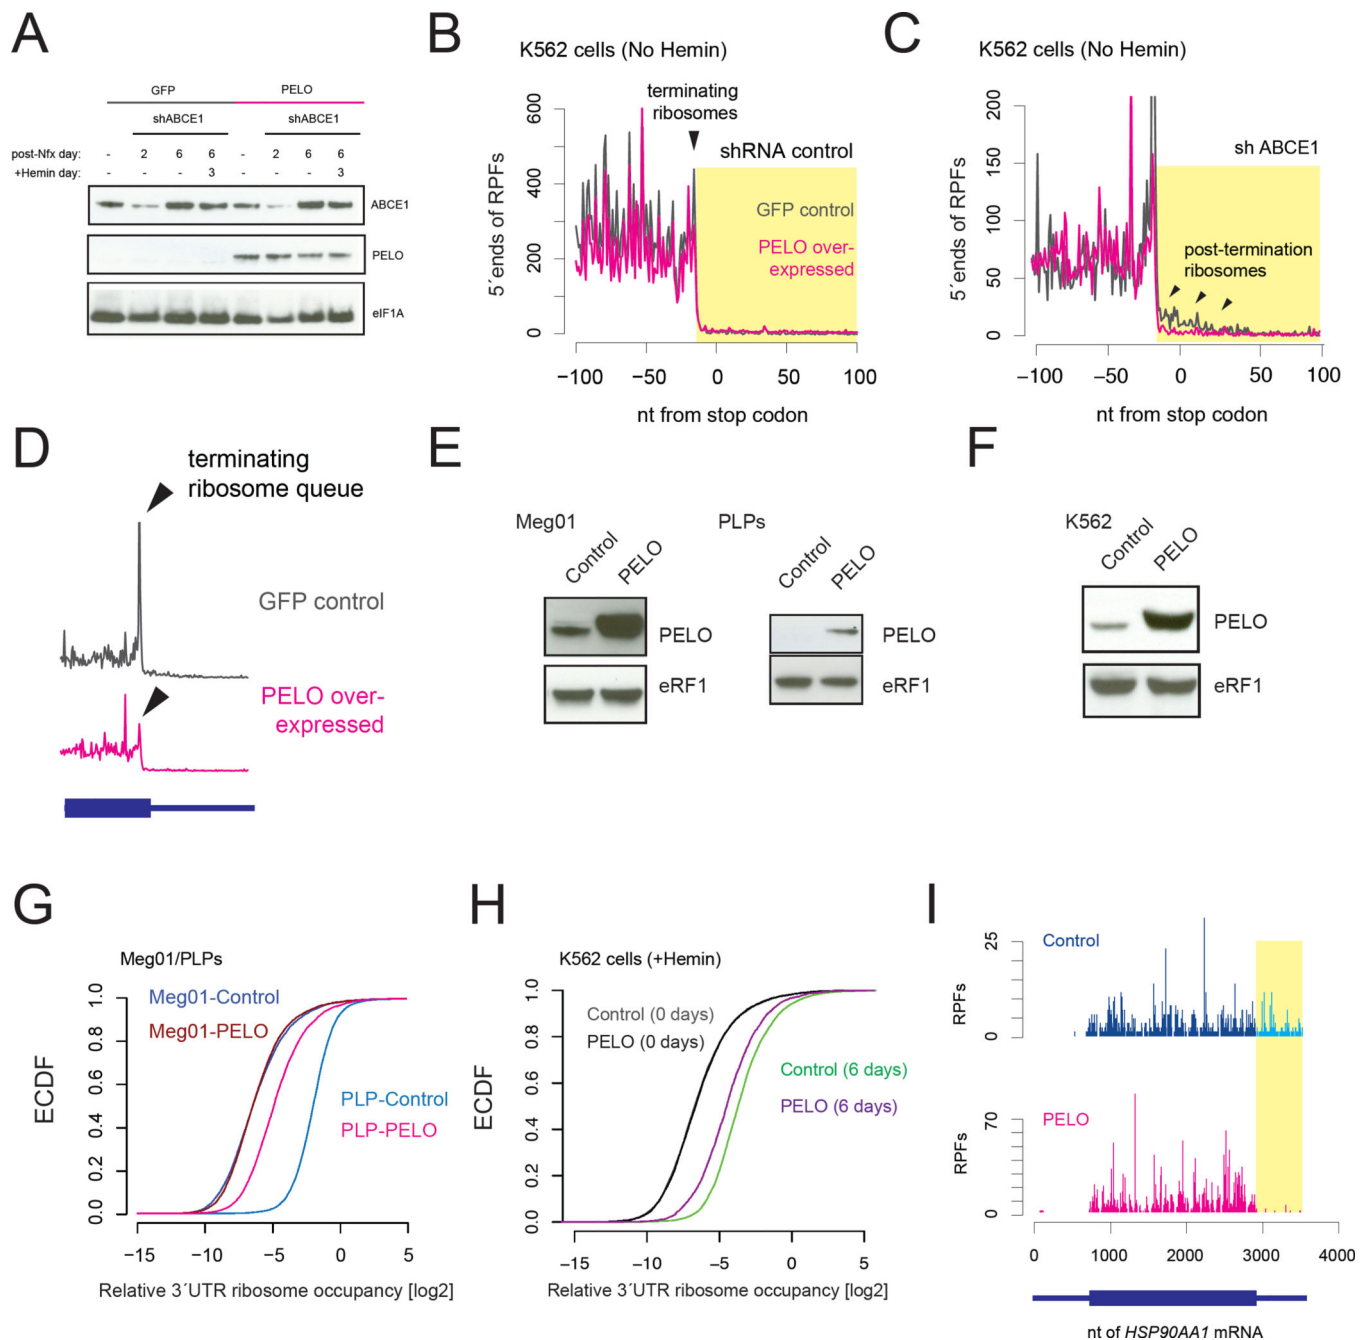 A
GFP PELO
shABCE1 shABCE1
post-Nfx day: - 2 6 6 - 2 6 6
+Hemin day: - - - 3 - - - 3
ABCE1
PELO
eIF1A
B
K562 cells (No Hemin)
terminating
ribosomes
shRNA control
GFP control
PELO over-
expressed
5´ends of RPFs
0 200 400 600
−100 −50 0 50 100
nt from stop codon
C
K562 cells (No Hemin)
sh ABCE1
post-termination
ribosomes
5´ends of RPFs
0 50 100 150 200
−100 −50 0 50 100
nt from stop codon
D
terminating
ribosome queue
GFP control
PELO over-
expressed
E
Meg01 PLPs
Control PELO Control PELO
PELO PELO
eRF1 eRF1
F
K562
Control PELO
PELO
eRF1
G
Meg01/PLPs
Meg01-Control
Meg01-PELO
PLP-Control
PLP-PELO
ECDF
0.0 0.2 0.4 0.6 0.8 1.0
−15 −10 −5 0 5
Relative 3´UTR ribosome occupancy [log2]
H
K562 cells (+Hemin)
Control (0 days)
PELO (0 days)
Control (6 days)
PELO (6 days)
ECDF
0.0 0.2 0.4 0.6 0.8 1.0
−15 −10 −5 0 5
Relative 3´UTR ribosome occupancy [log2]
I
Control
RPFs
0 25
PELO
RPFs
0 70
0 1000 2000 3000 4000
nt of HSP90AA1 mRNA